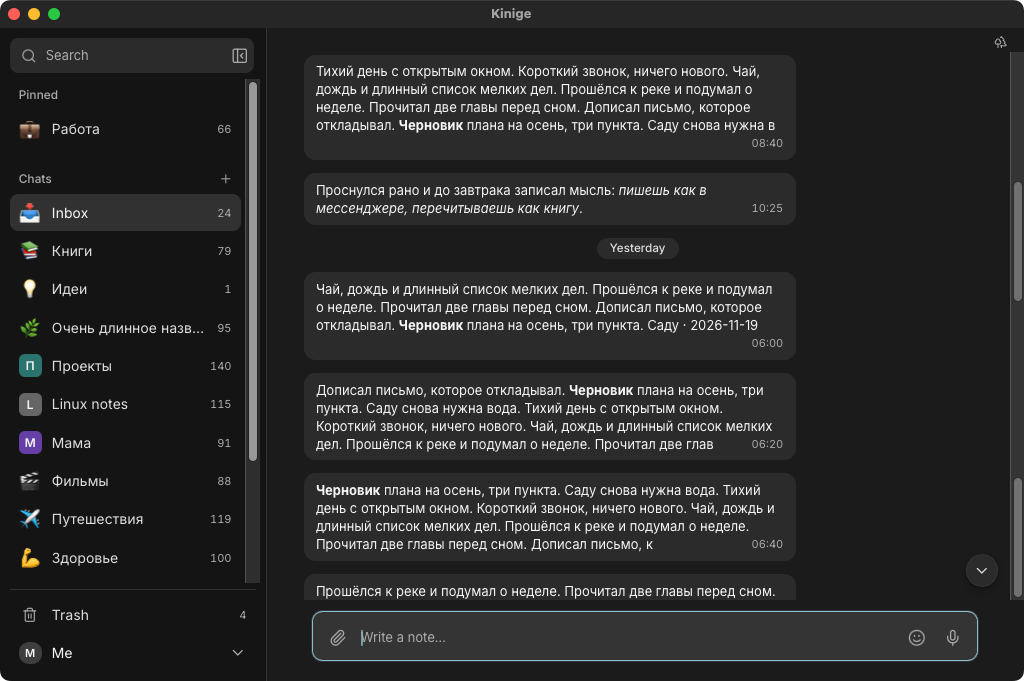 Kinige
Search
Pinned
Работа 66
Chats
Inbox 24
Книги 79
Идеи 1
Очень длинное назв... 95
П Проекты 140
L Linux notes 115
М Мама 91
Фильмы 88
Путешествия 119
Здоровье 100
Trash 4
M Me
Тихий день с открытым окном. Короткий звонок, ничего нового. Чай,
дождь и длинный список мелких дел. Прошёлся к реке и подумал о
неделе. Прочитал две главы перед сном. Дописал письмо, которое
откладывал. Черновик плана на осень, три пункта. Саду снова нужна в
08:40
Проснулся рано и до завтрака записал мысль: пишешь как в
мессенджере, перечитываешь как книгу. 10:25
Yesterday
Чай, дождь и длинный список мелких дел. Прошёлся к реке и подумал
о неделе. Прочитал две главы перед сном. Дописал письмо, которое
откладывал. Черновик плана на осень, три пункта. Саду · 2026-11-19
06:00
Дописал письмо, которое откладывал. Черновик плана на осень, три
пункта. Саду снова нужна вода. Тихий день с открытым окном.
Короткий звонок, ничего нового. Чай, дождь и длинный список мелких
дел. Прошёлся к реке и подумал о неделе. Прочитал две глав 06:20
Черновик плана на осень, три пункта. Саду снова нужна вода. Тихий
день с открытым окном. Короткий звонок, ничего нового. Чай, дождь и
длинный список мелких дел. Прошёлся к реке и подумал о неделе.
Прочитал две главы перед сном. Дописал письмо, к 06:40
Прошёлся к реке и подумал о неделе. Прочитал две главы перед сном.
Write a note...